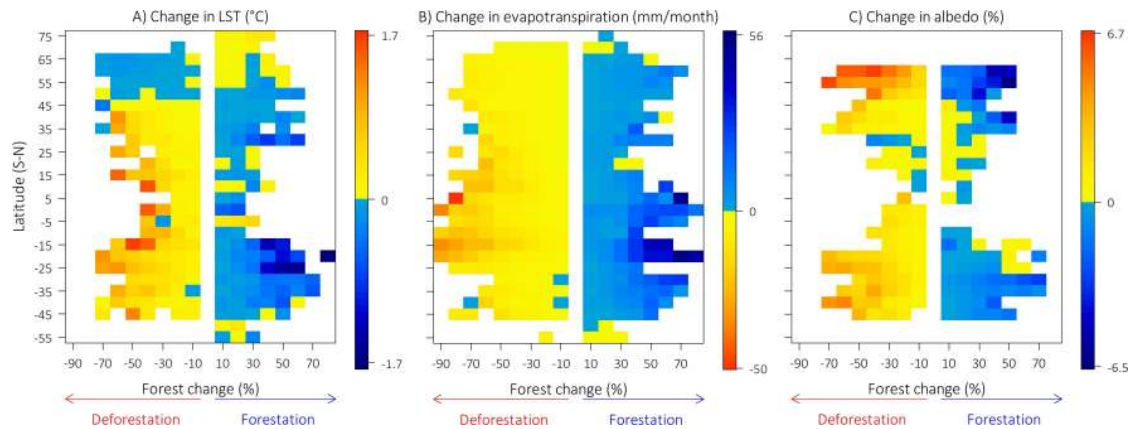 A) Change in LST (°C)
B) Change in evapotranspiration (mm/month)
C) Change in albedo (%)
Latitude (S-N)
75
65
55
45
35
25
15
5
-5
-15
-25
-35
-45
-55
1.7
0
-1.7
56
0
-50
6.7
0
-6.5
-90 -70 -50 -30 -10 10 30 50 70
-90 -70 -50 -30 -10 10 30 50 70
-90 -70 -50 -30 -10 10 30 50 70
Forest change (%)
Forest change (%)
Forest change (%)
Deforestation Forestation
Deforestation Forestation
Deforestation Forestation